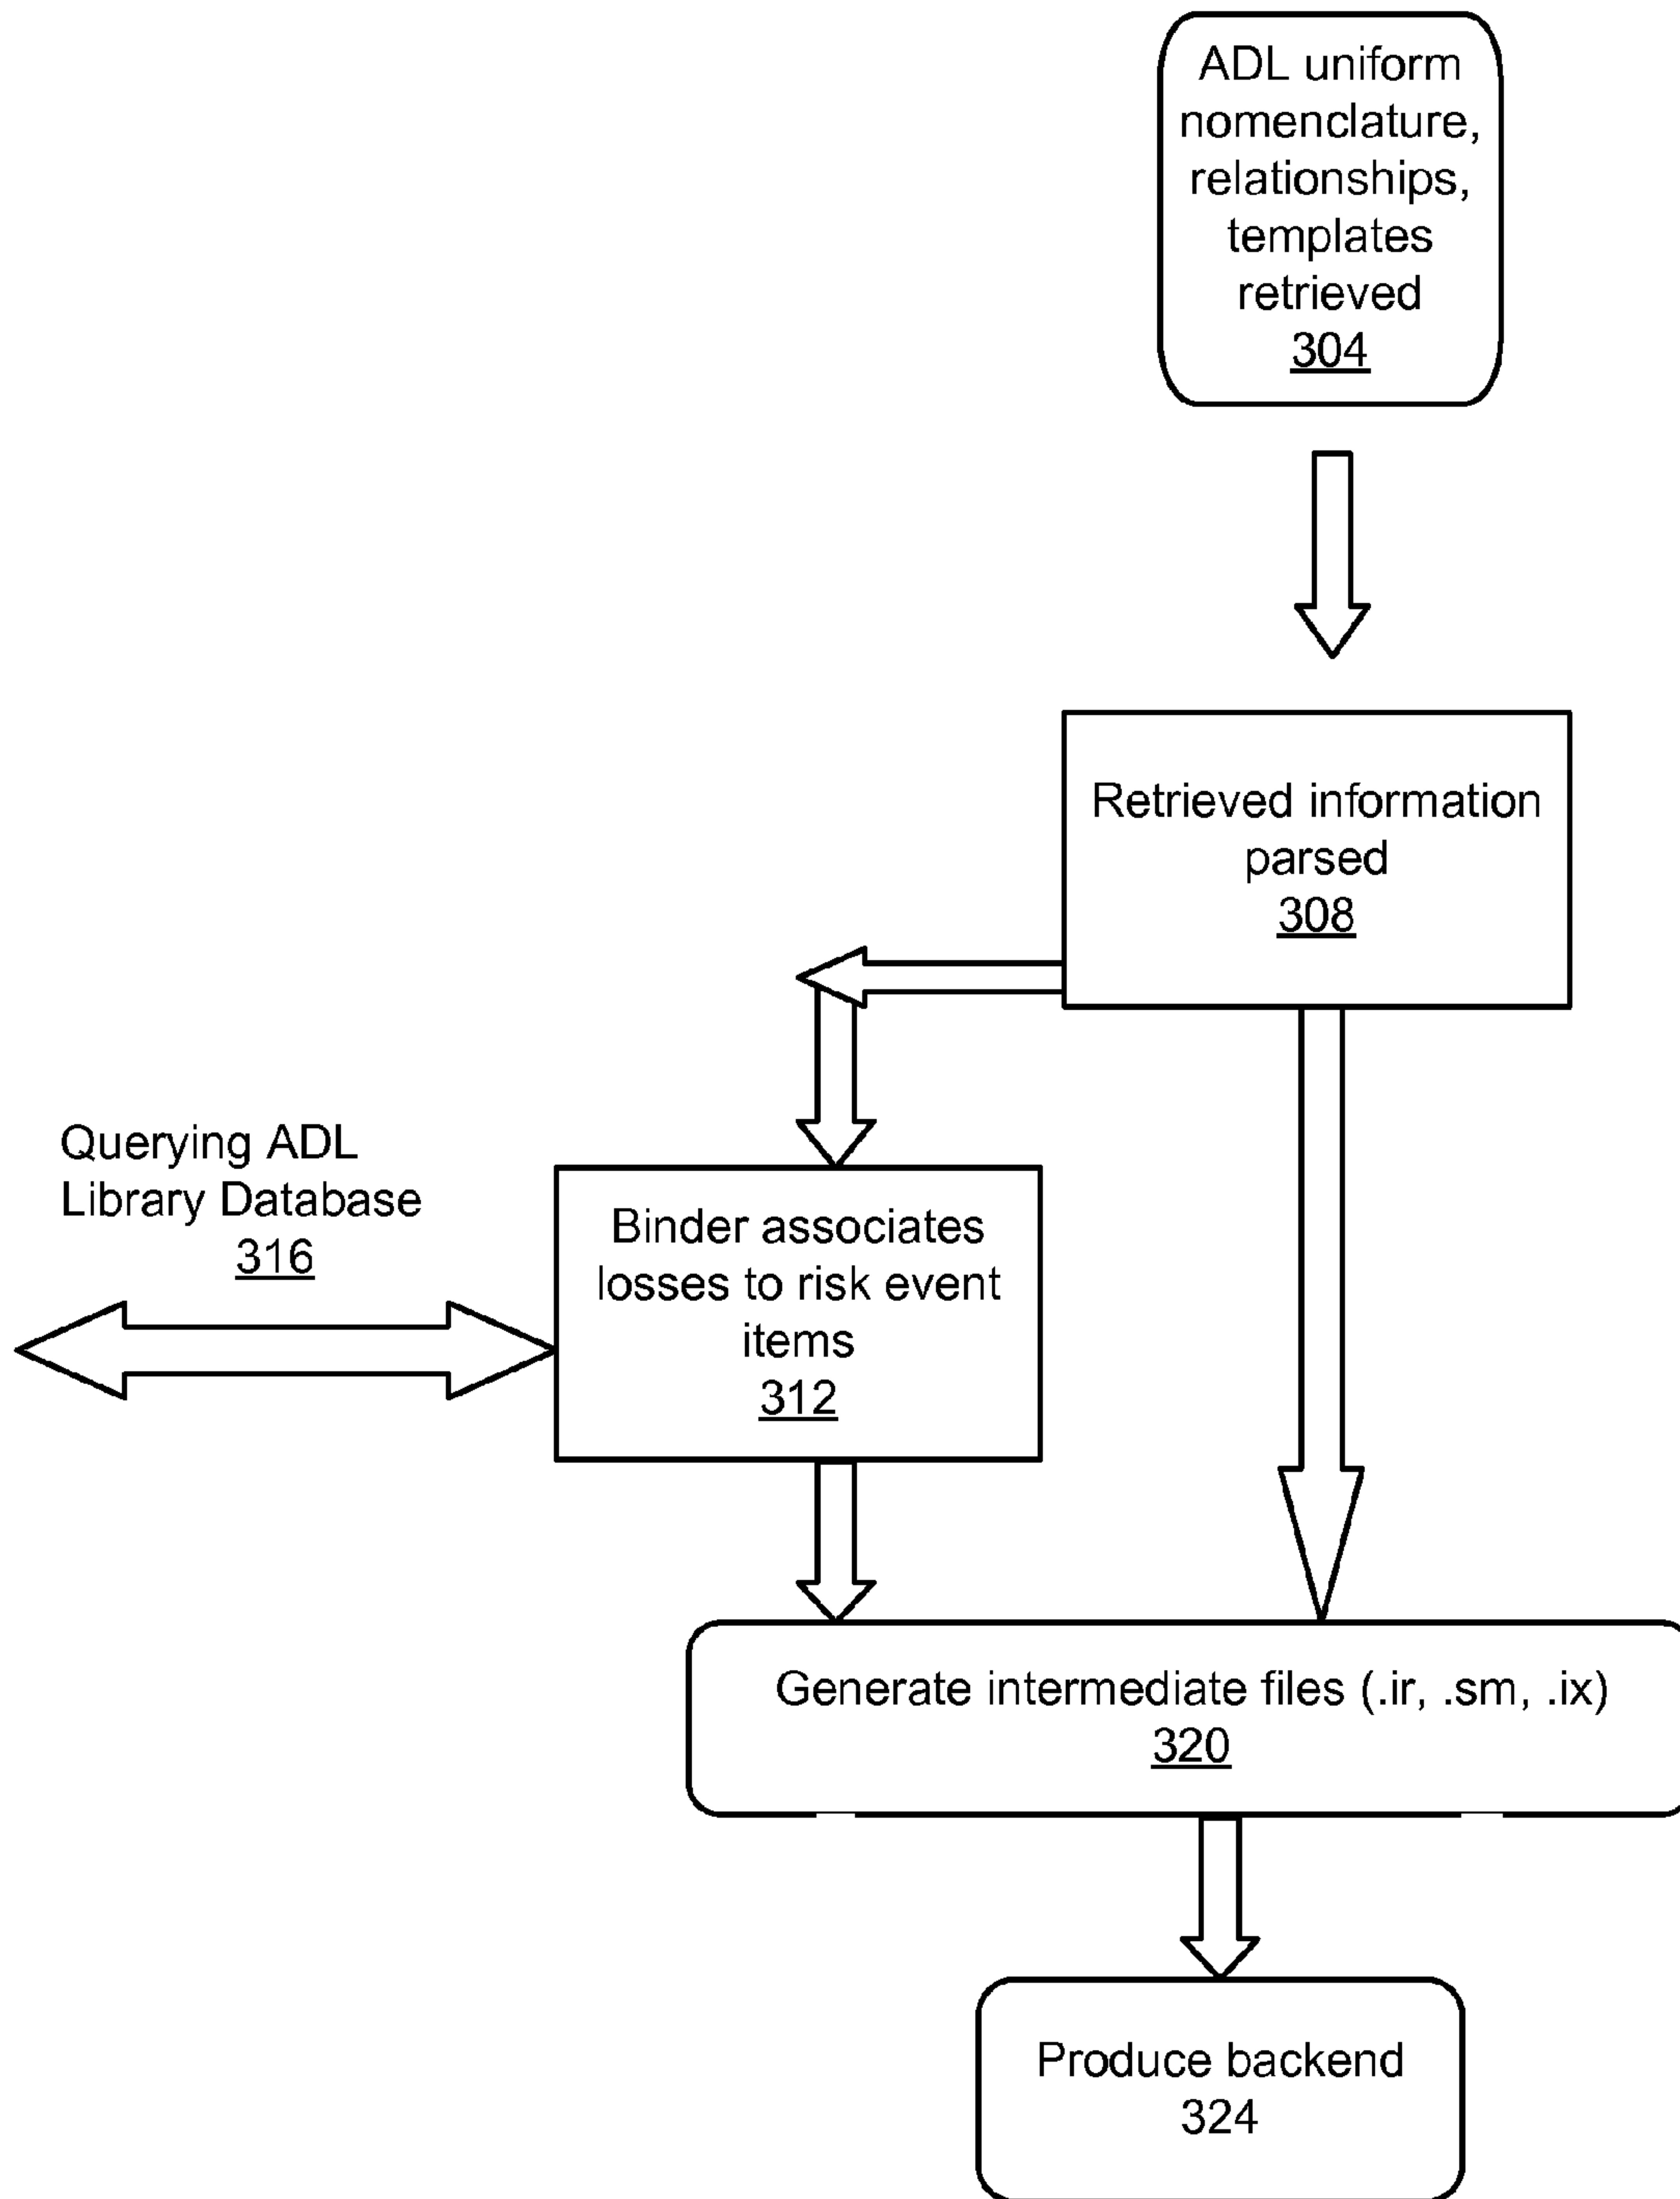 ADL uniform
nomenclature,
relationships,
templates
retrieved
304
Retrieved information
parsed
308
Querying ADL
Library Database
316
Binder associates
losses to risk event
items
312
Generate intermediate files (.ir, .sm, .ix)
320
Produce backend
324